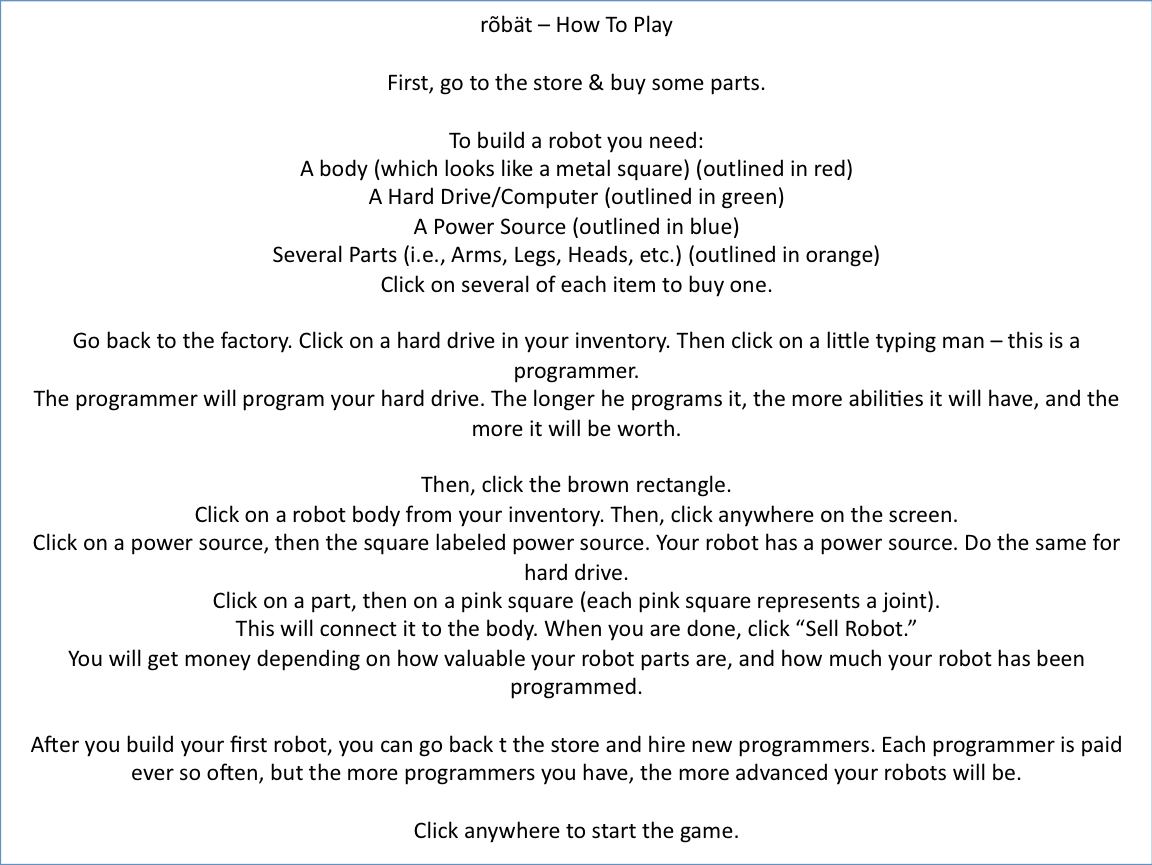 rõbät – How To Play
First, go to the store & buy some parts.
To build a robot you need:
A body (which looks like a metal square) (outlined in red)
A Hard Drive/Computer (outlined in green)
A Power Source (outlined in blue)
Several Parts (i.e., Arms, Legs, Heads, etc.) (outlined in orange)
Click on several of each item to buy one.
Go back to the factory. Click on a hard drive in your inventory. Then click on a little typing man – this is a
programmer.
The programmer will program your hard drive. The longer he programs it, the more abilities it will have, and the
more it will be worth.
Then, click the brown rectangle.
Click on a robot body from your inventory. Then, click anywhere on the screen.
Click on a power source, then the square labeled power source. Your robot has a power source. Do the same for
hard drive.
Click on a part, then on a pink square (each pink square represents a joint).
This will connect it to the body. When you are done, click “Sell Robot.”
You will get money depending on how valuable your robot parts are, and how much your robot has been
programmed.
After you build your first robot, you can go back t the store and hire new programmers. Each programmer is paid
ever so often, but the more programmers you have, the more advanced your robots will be.
Click anywhere to start the game.